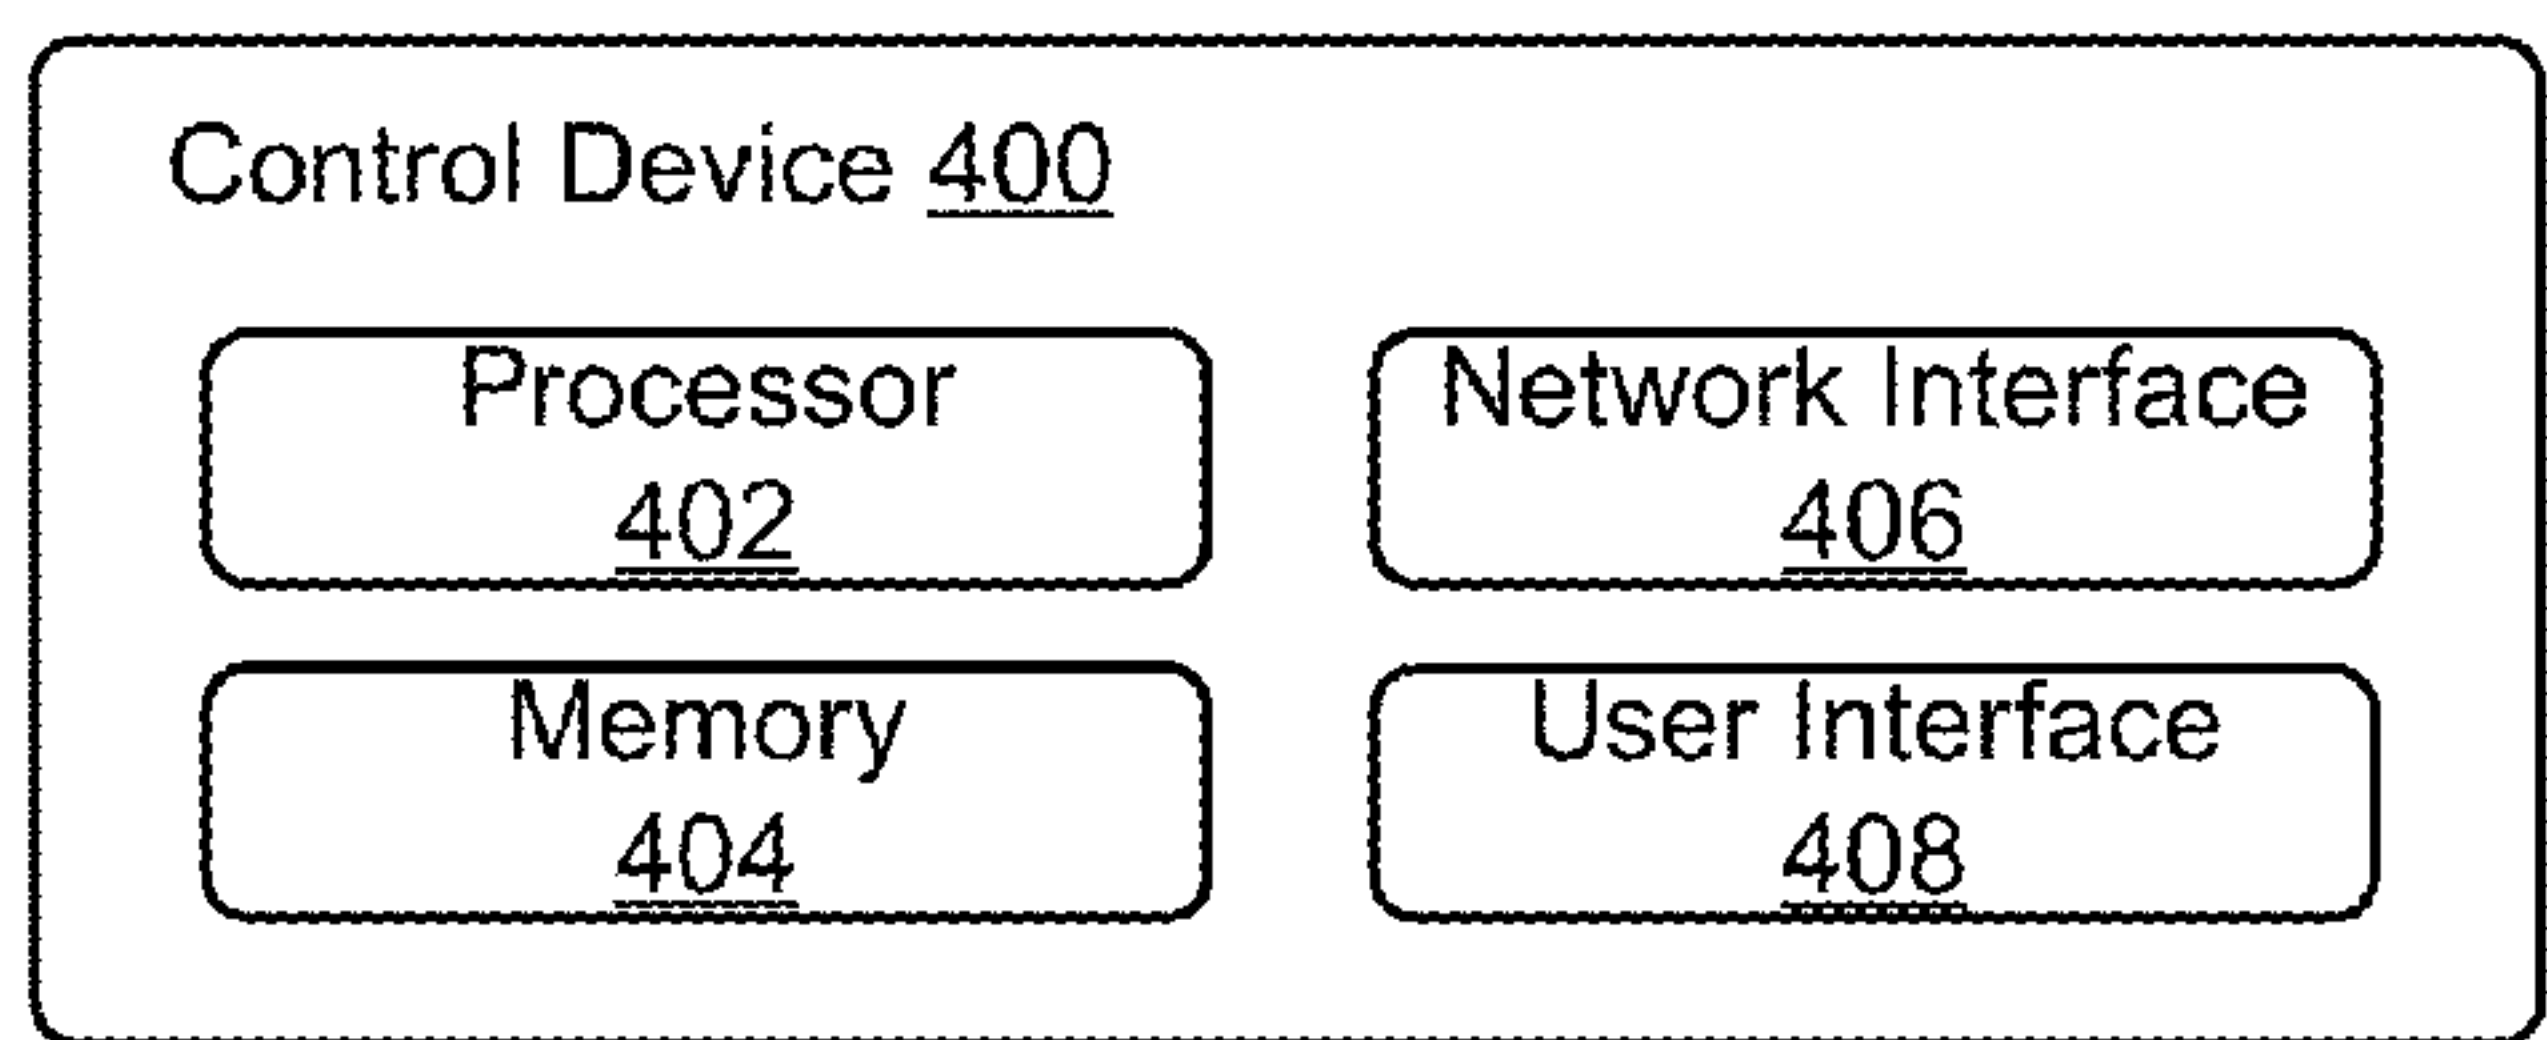 Control Device 400
Processor
402
Network Interface
406
Memory
404
User Interface
408